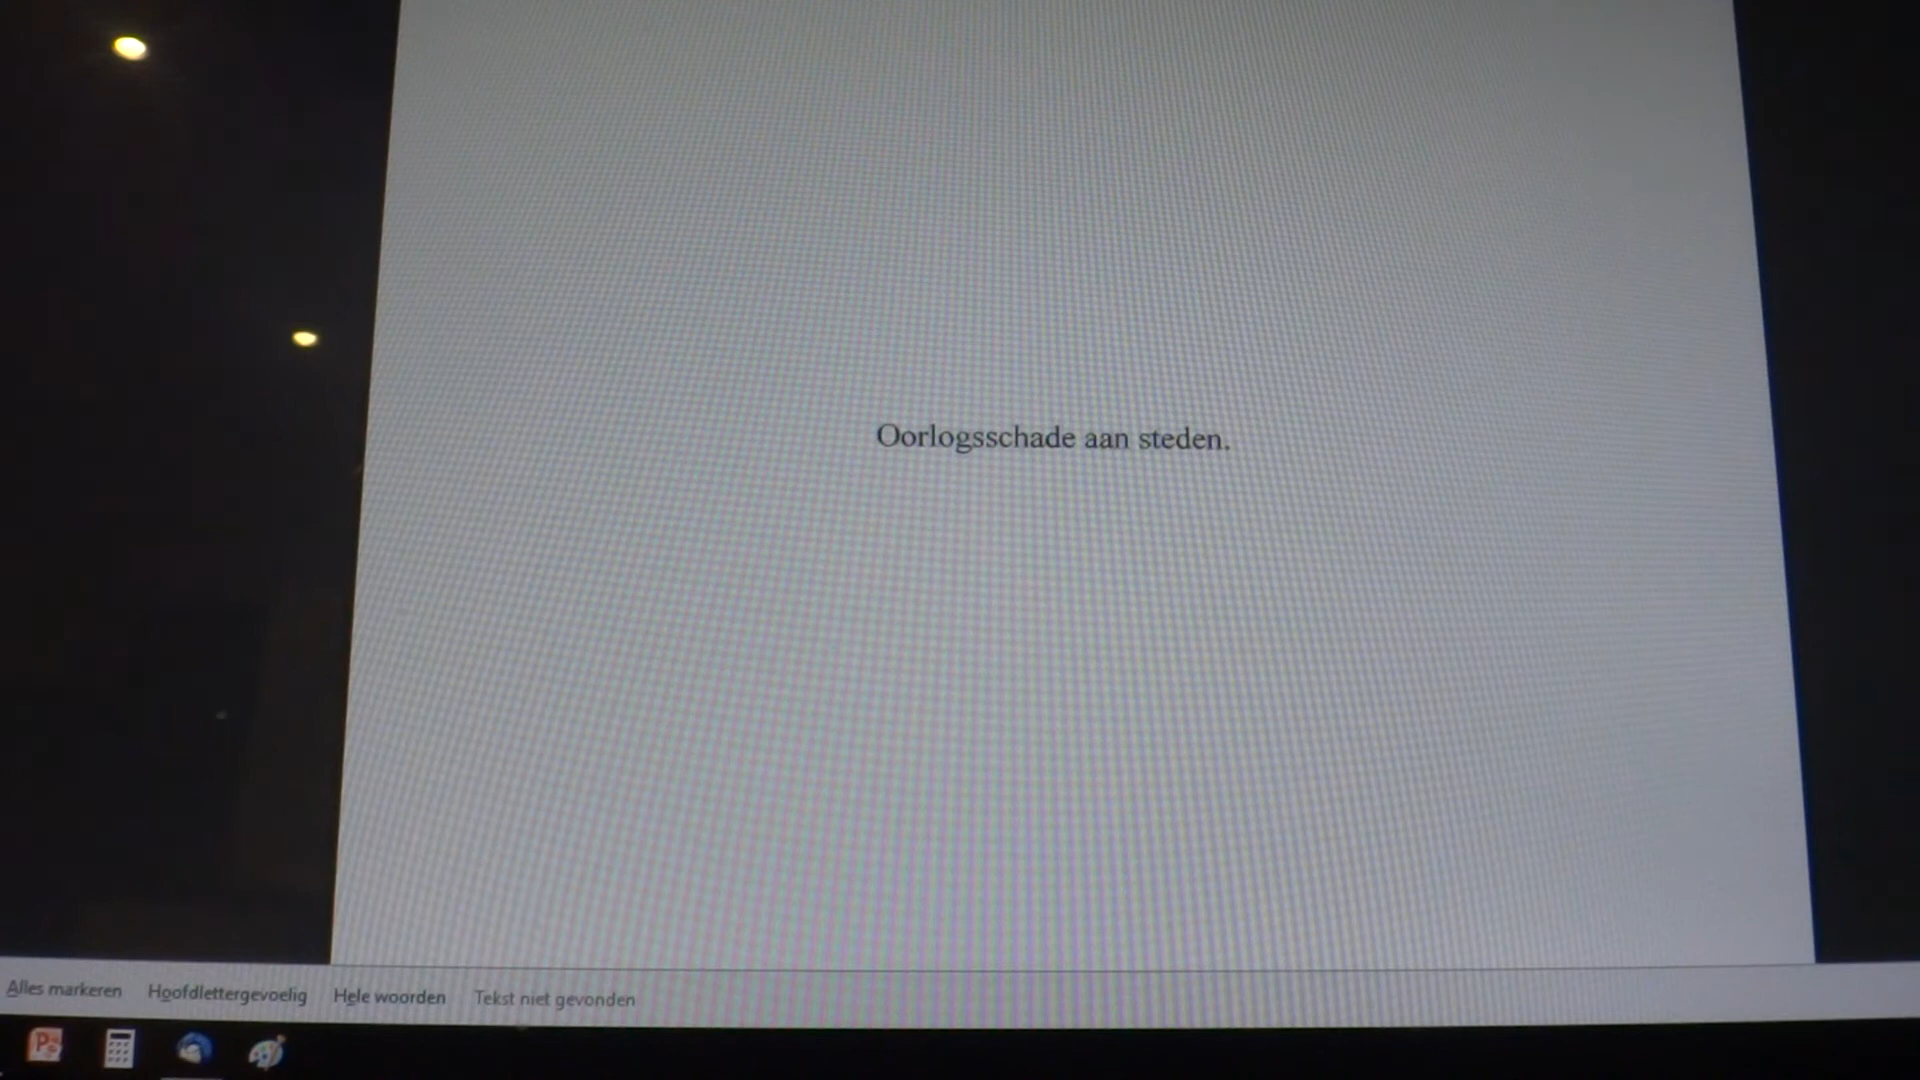 Oorlogsschade aan steden.
Alles markeren Hoofdlettergevoelig Hele woorden Tekst niet gevonden